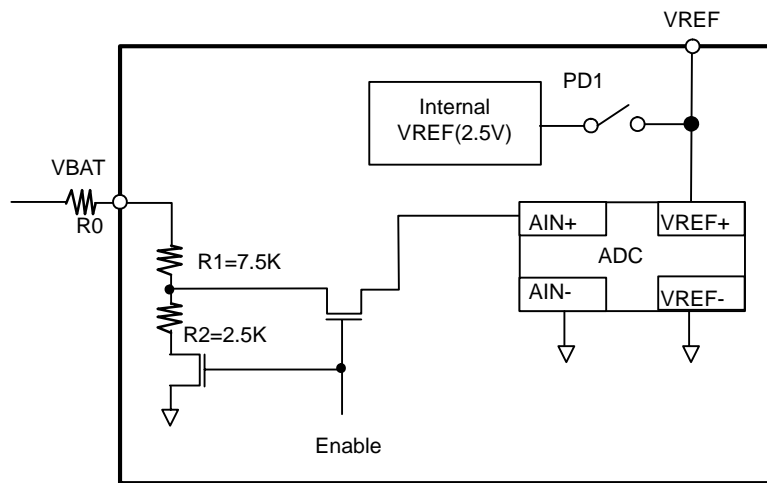 VREF
PD1
Internal
VREF(2.5V)
VBAT
R0
AIN+
VREF+
ADC
R1=7.5K
AIN-
VREF-
R2=2.5K
Enable